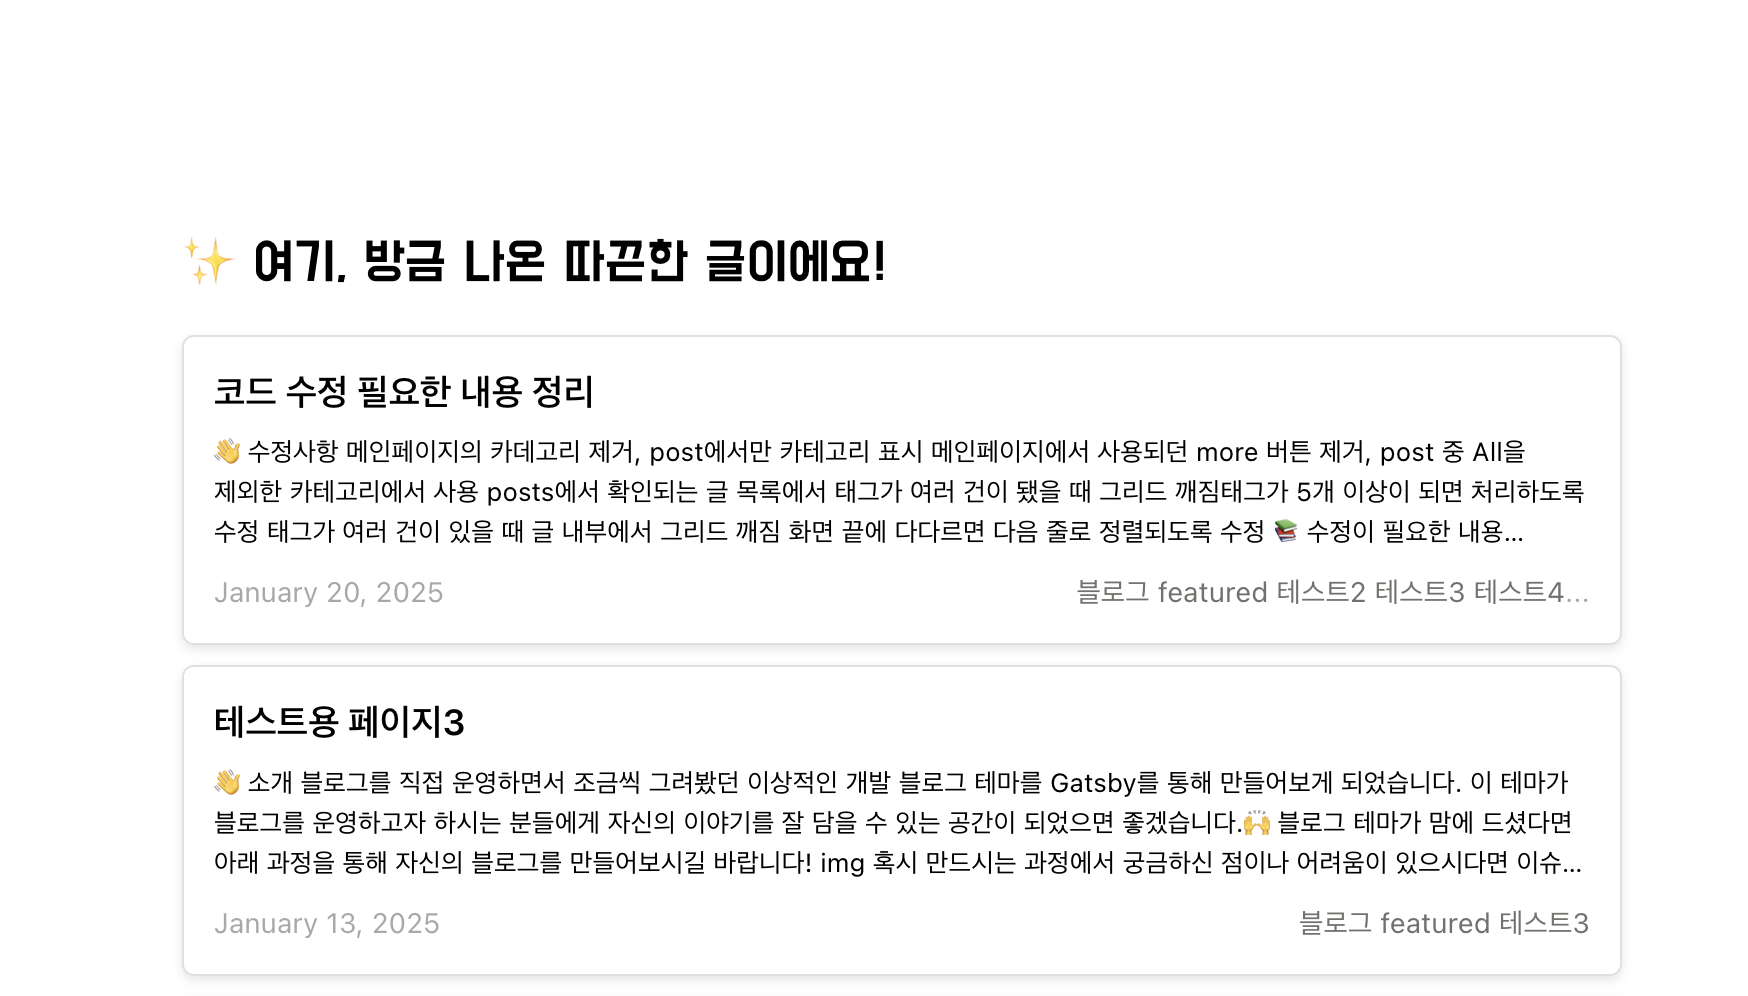 ✨ 여기, 방금 나온 따끈한 글이에요!
코드 수정 필요한 내용 정리
👋 수정사항 메인페이지의 카데고리 제거, post에서만 카테고리 표시 메인페이지에서 사용되던 more 버튼 제거, post 중 All을
제외한 카테고리에서 사용 posts에서 확인되는 글 목록에서 태그가 여러 건이 됐을 때 그리드 깨짐태그가 5개 이상이 되면 처리하도록
수정 태그가 여러 건이 있을 때 글 내부에서 그리드 깨짐 화면 끝에 다다르면 다음 줄로 정렬되도록 수정 📚 수정이 필요한 내용...
January 20, 2025
블로그 featured 테스트2 테스트3 테스트4...
테스트용 페이지3
👋 소개 블로그를 직접 운영하면서 조금씩 그려봤던 이상적인 개발 블로그 테마를 Gatsby를 통해 만들어보게 되었습니다. 이 테마가
블로그를 운영하고자 하시는 분들에게 자신의 이야기를 잘 담을 수 있는 공간이 되었으면 좋겠습니다.🙌 블로그 테마가 맘에 드셨다면
아래 과정을 통해 자신의 블로그를 만들어보시길 바랍니다! img 혹시 만드시는 과정에서 궁금하신 점이나 어려움이 있으시다면 이슈...
January 13, 2025
블로그 featured 테스트3